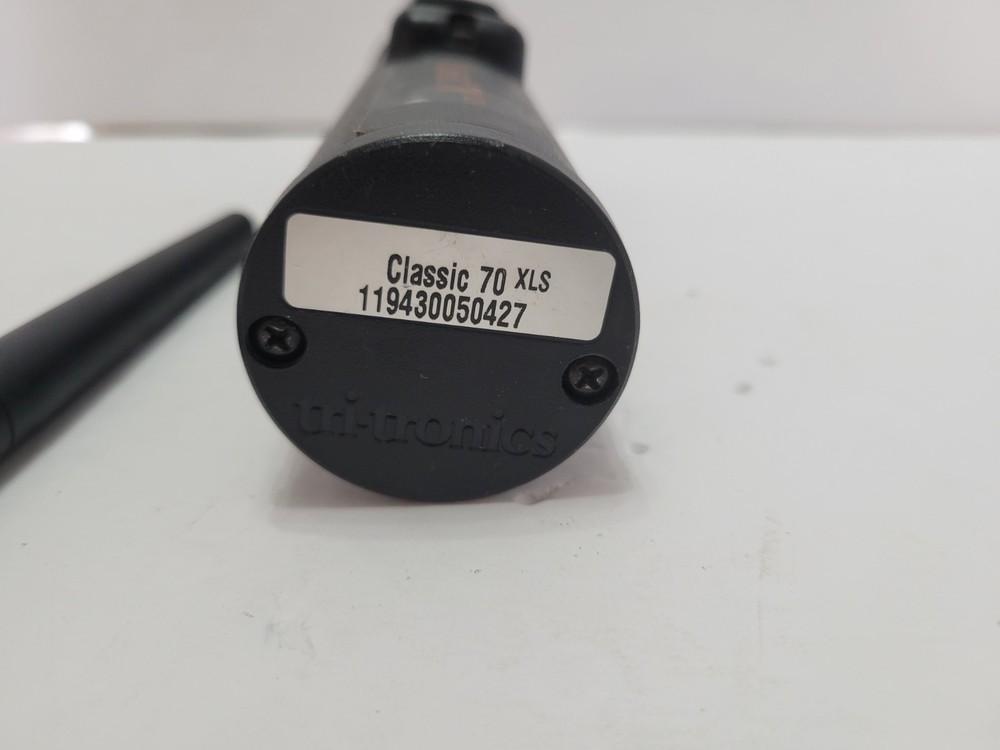 Classic 70 XLS
119430050427
tri-tronics